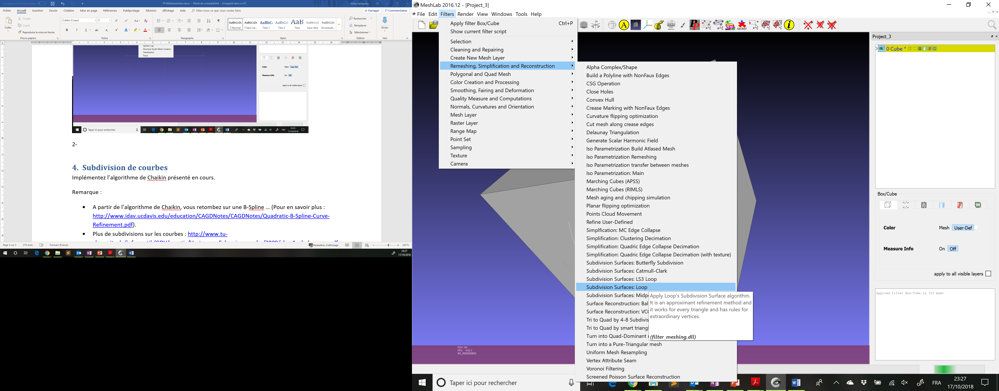 Enregistrement automatique
TP Multiresolution.docx - Mode de compatibilité - Enregistré dans ce PC
Gilles Gesquière
Fichier Accueil Insertion Dessin Création Mise en page Références Publipostage Révision Affichage Aide Dites-nous ce que vous voulez faire
Partager Commentaires
Coller
Couper
Copier
Reproduire la mise en forme
Presse-papiers
Calibri (Corps) 11
G I S abc x₂ x²
Police
Paragraphe
¶ Normal ¶ Sans int... Titre 1 Titre 2 Titre Sous-titre Accentuat...
Styles
Rechercher
Remplacer
Sélectionner
Édition
Dicter
Voix
Sphere Cap
Structure Synth Mesh Creation
Tetrahedron
Torus
Color Mesh User-Def
Measure Info On Off
apply to all visible layers
Taper ici pour rechercher
FRA
23:25
17/10/2018
2-
4. Subdivision de courbes
Implémentez l'algorithme de Chaikin présenté en cours.
Remarque :
• A partir de l'algorithme de Chaikin, vous retombez sur une B-Spline ... (Pour en savoir plus :
http://www.idav.ucdavis.edu/education/CAGDNotes/CAGDNotes/Quadratic-B-Spline-Curve-
Refinement.pdf).
• Plus de subdivisions sur les courbes : http://www.tu-
Page 3 sur 3 276 mots Français (France)
Paramètres d'affichage
200 %
23:27
17/10/2018
MeshLab 2016.12 - [Project_3]
File Edit Filters Render View Windows Tools Help
Apply filter Box/Cube Ctrl+P
Show current filter script
Selection
Cleaning and Repairing
Create New Mesh Layer
Remeshing, Simplification and Reconstruction
Polygonal and Quad Mesh
Color Creation and Processing
Smoothing, Fairing and Deformation
Quality Measure and Computations
Normals, Curvatures and Orientation
Mesh Layer
Raster Layer
Range Map
Point Set
Sampling
Texture
Camera
Alpha Complex/Shape
Build a Polyline with NonFaux Edges
CSG Operation
Close Holes
Convex Hull
Crease Marking with NonFaux Edges
Curvature flipping optimization
Cut mesh along crease edges
Delaunay Triangulation
Generate Scalar Harmonic Field
Iso Parametrization Build Atlased Mesh
Iso Parametrization Remeshing
Iso Parametrization transfer between meshes
Iso Parametrization: Main
Marching Cubes (APSS)
Marching Cubes (RIMLS)
Mesh aging and chipping simulation
Planar flipping optimization
Points Cloud Movement
Refine User-Defined
Simplfication: MC Edge Collapse
Simplification: Clustering Decimation
Simplification: Quadric Edge Collapse Decimation
Simplification: Quadric Edge Collapse Decimation (with texture)
Subdivision Surfaces: Butterfly Subdivision
Subdivision Surfaces: Catmull-Clark
Subdivision Surfaces: LS3 Loop
Subdivision Surfaces: Loop
Subdivision Surfaces: Midp
Surface Reconstruction: Bal
Surface Reconstruction: VC
Tri to Quad by 4-8 Subdivis
Tri to Quad by smart triang
Turn into Quad-Dominant
Turn into a Pure-Triangular mesh
Uniform Mesh Resampling
Vertex Attribute Seam
Voronoi Filtering
Screened Poisson Surface Reconstruction
Apply Loop's Subdivision Surface algorithm.
It is an approximant refinement method and
it works for every triangle and has rules for
extraordinary vertices.
(filter_meshing.dll)
GEOREF
FOV: 60
FPS: 416.7
BO_RENDERING
Project_3
0 Cube *
Box/Cube
Color Mesh User-Def
Measure Info On Off
apply to all visible layers
Applied filter Box/Cube in 332 msec
Taper ici pour rechercher
FRA
23:27
17/10/2018